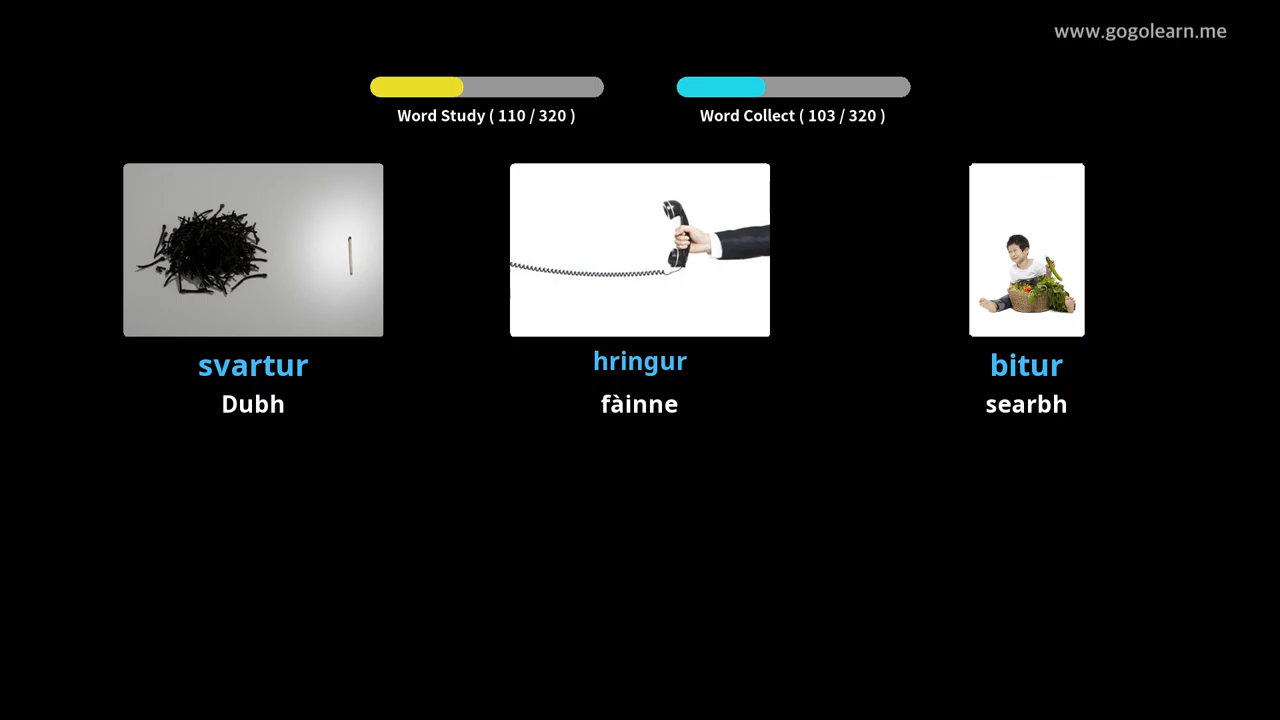 www.gogolearn.me
Word Study ( 110 / 320 )
Word Collect ( 103 / 320 )
svartur
hringur
bitur
Dubh
fàinne
searbh